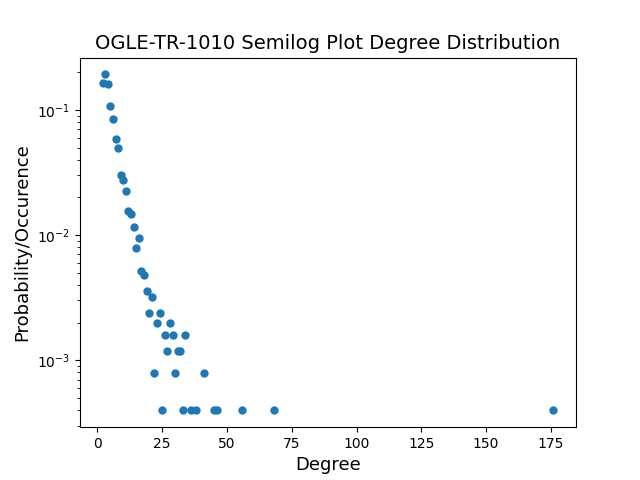 OGLE-TR-1010 Semilog Plot Degree Distribution
Probability/Occurence
10⁻¹
10⁻²
10⁻³
0 25 50 75 100 125 150 175
Degree